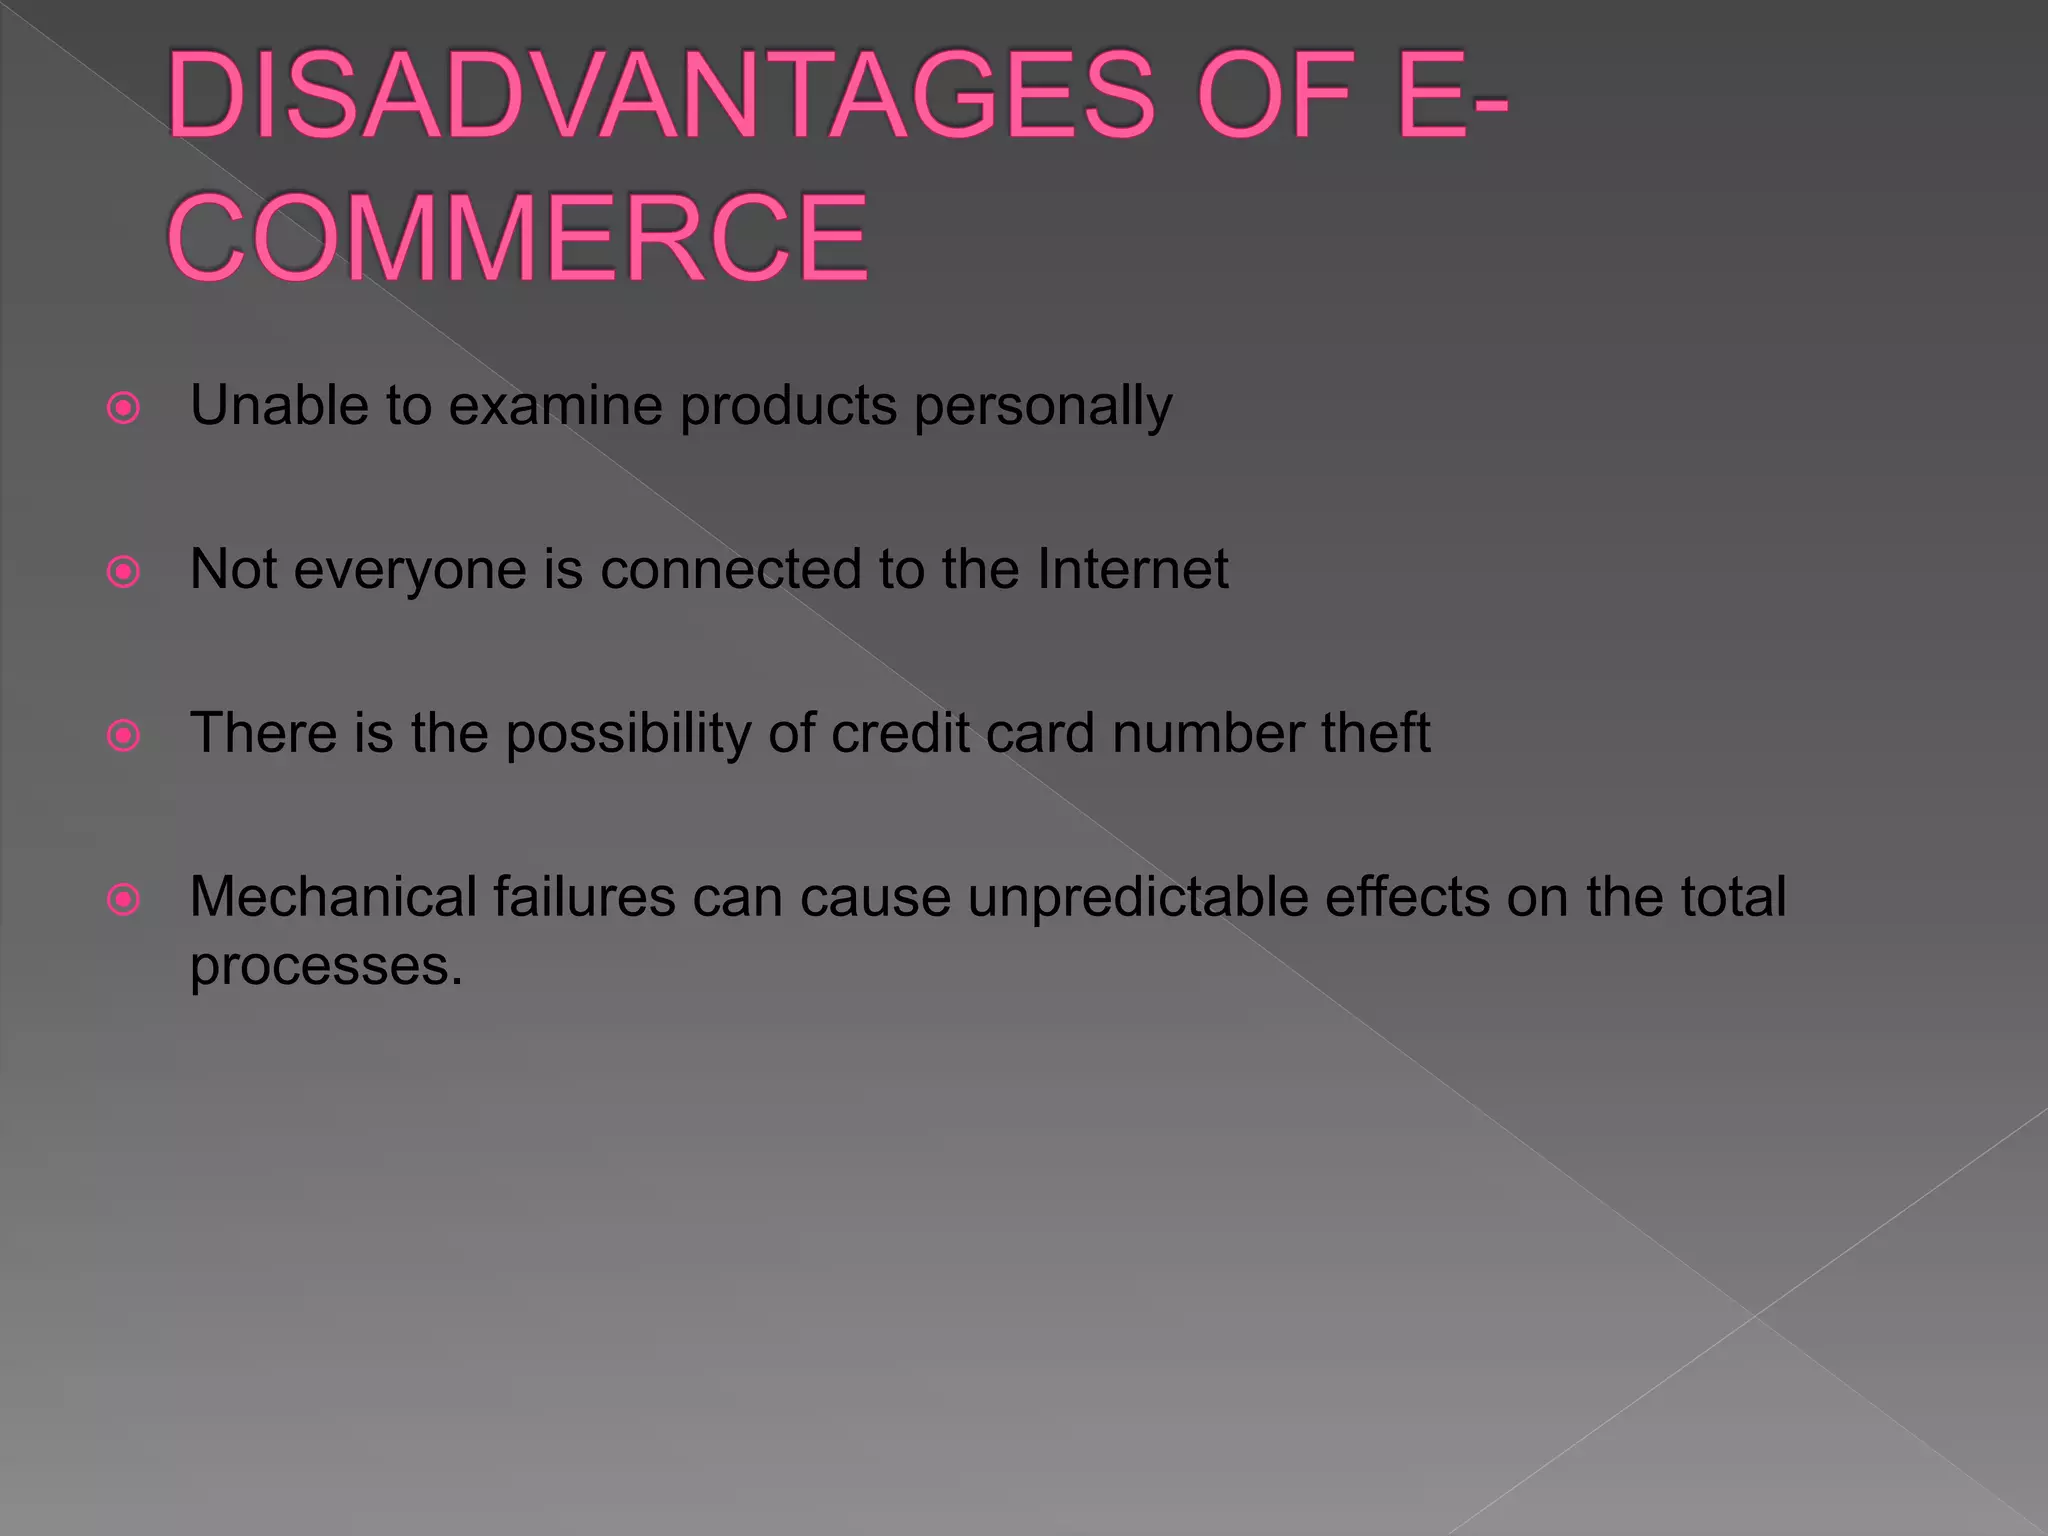 DISADVANTAGES OF E-
COMMERCE
Unable to examine products personally
Not everyone is connected to the Internet
There is the possibility of credit card number theft
Mechanical failures can cause unpredictable effects on the total
processes.